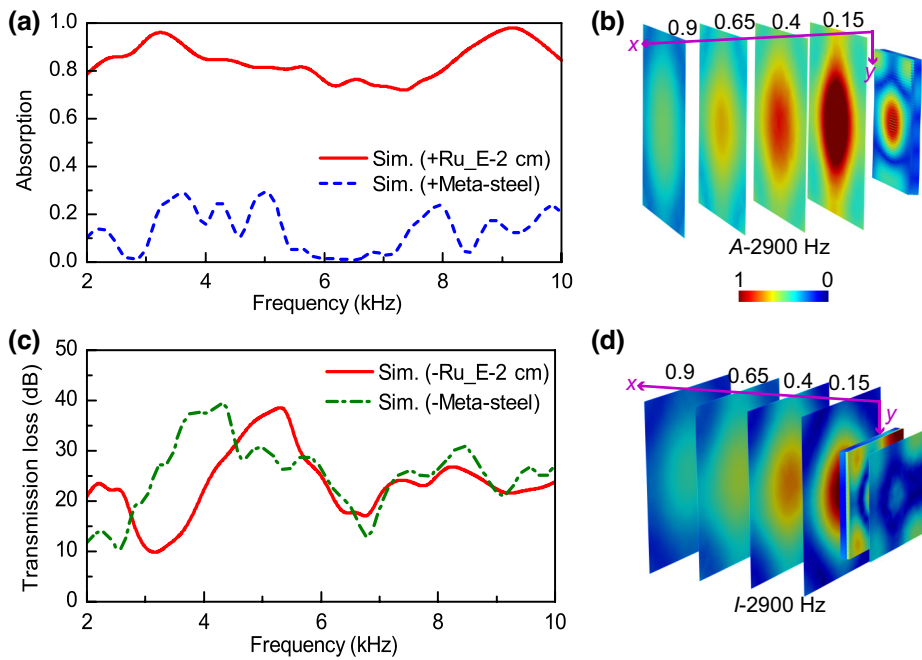 (a)
1.0
0.8
0.6
0.4
0.2
0.0
Absorption
Sim. (+Ru_E-2 cm)
Sim. (+Meta-steel)
2 4 6 8 10
Frequency (kHz)
(b)
0.9 0.65 0.4 0.15
x
y
A-2900 Hz
1 0
(c)
50
40
30
20
10
0
Transmission loss (dB)
Sim. (-Ru_E-2 cm)
Sim. (-Meta-steel)
2 4 6 8 10
Frequency (kHz)
(d)
0.9 0.65 0.4 0.15
x
y
I-2900 Hz